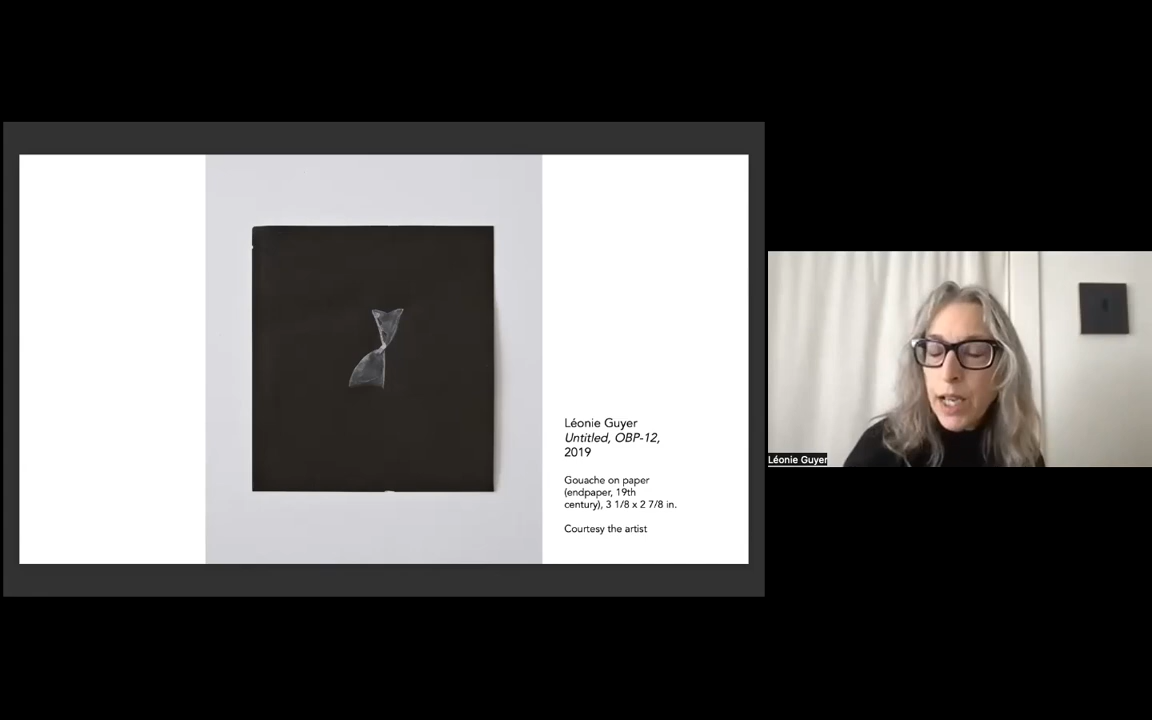 Léonie Guyer
Untitled, OBP-12,
2019
Gouache on paper
(endpaper, 19th
century), 3 1/8 x 2 7/8 in.
Courtesy the artist
Léonie Guyer